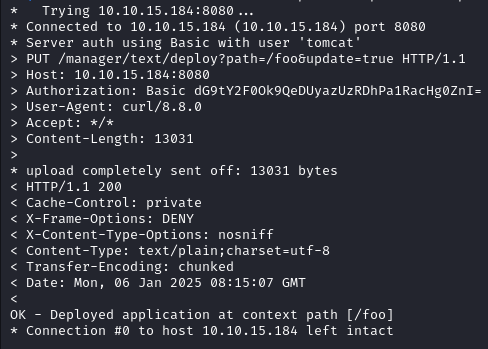 *   Trying 10.10.15.184:8080...
* Connected to 10.10.15.184 (10.10.15.184) port 8080
* Server auth using Basic with user 'tomcat'
> PUT /manager/text/deploy?path=/foo&update=true HTTP/1.1
> Host: 10.10.15.184:8080
> Authorization: Basic dG9tY2F0Ok9QeDUyazUzRDhPa1RacHg0ZnI=
> User-Agent: curl/8.8.0
> Accept: */*
> Content-Length: 13031
>
* upload completely sent off: 13031 bytes
< HTTP/1.1 200
< Cache-Control: private
< X-Frame-Options: DENY
< X-Content-Type-Options: nosniff
< Content-Type: text/plain;charset=utf-8
< Transfer-Encoding: chunked
< Date: Mon, 06 Jan 2025 08:15:07 GMT
<
OK - Deployed application at context path [/foo]
* Connection #0 to host 10.10.15.184 left intact